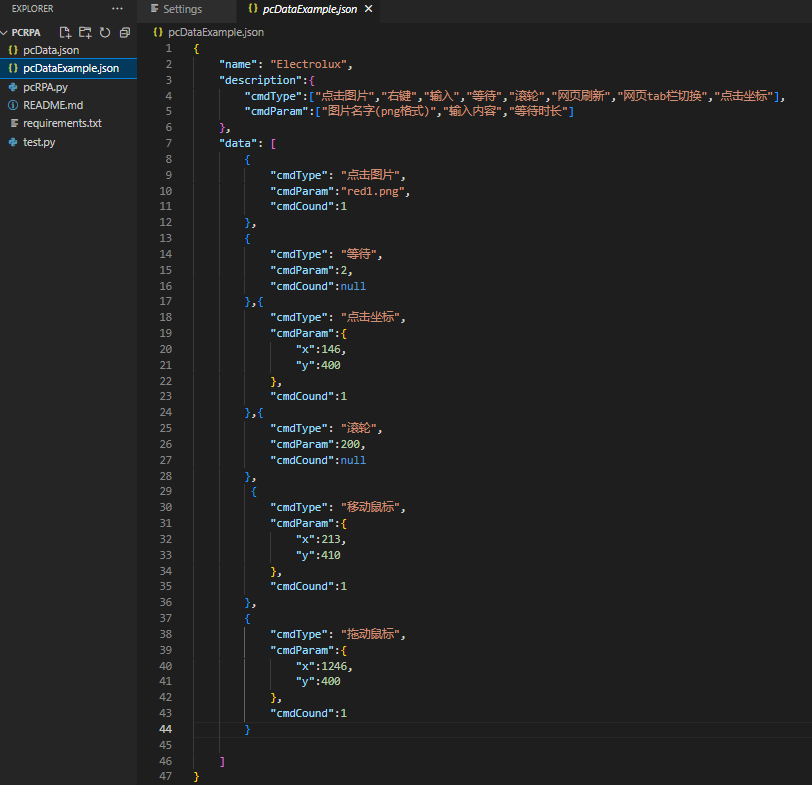 EXPLORER
PCRPA
pcData.json
pcDataExample.json
pcRPA.py
README.md
requirements.txt
test.py
Settings
pcDataExample.json
pcDataExample.json
1 {
2 "name": "Electrolux",
3 "description":{
4 "cmdType":["点击图片","右键","输入","等待","滚轮","网页刷新","网页tab栏切换","点击坐标"],
5 "cmdParam":["图片名字(png格式)","输入内容","等待时长"]
6 },
7 "data": [
8 {
9 "cmdType": "点击图片",
10 "cmdParam":"red1.png",
11 "cmdCound":1
12 },
13 {
14 "cmdType": "等待",
15 "cmdParam":2,
16 "cmdCound":null
17 },{
18 "cmdType": "点击坐标",
19 "cmdParam":{
20 "x":146,
21 "y":400
22 },
23 "cmdCound":1
24 },{
25 "cmdType": "滚轮",
26 "cmdParam":200,
27 "cmdCound":null
28 },
29 {
30 "cmdType": "移动鼠标",
31 "cmdParam":{
32 "x":213,
33 "y":410
34 },
35 "cmdCound":1
36 },
37 {
38 "cmdType": "拖动鼠标",
39 "cmdParam":{
40 "x":1246,
41 "y":400
42 },
43 "cmdCound":1
44 }
45
46 ]
47 }